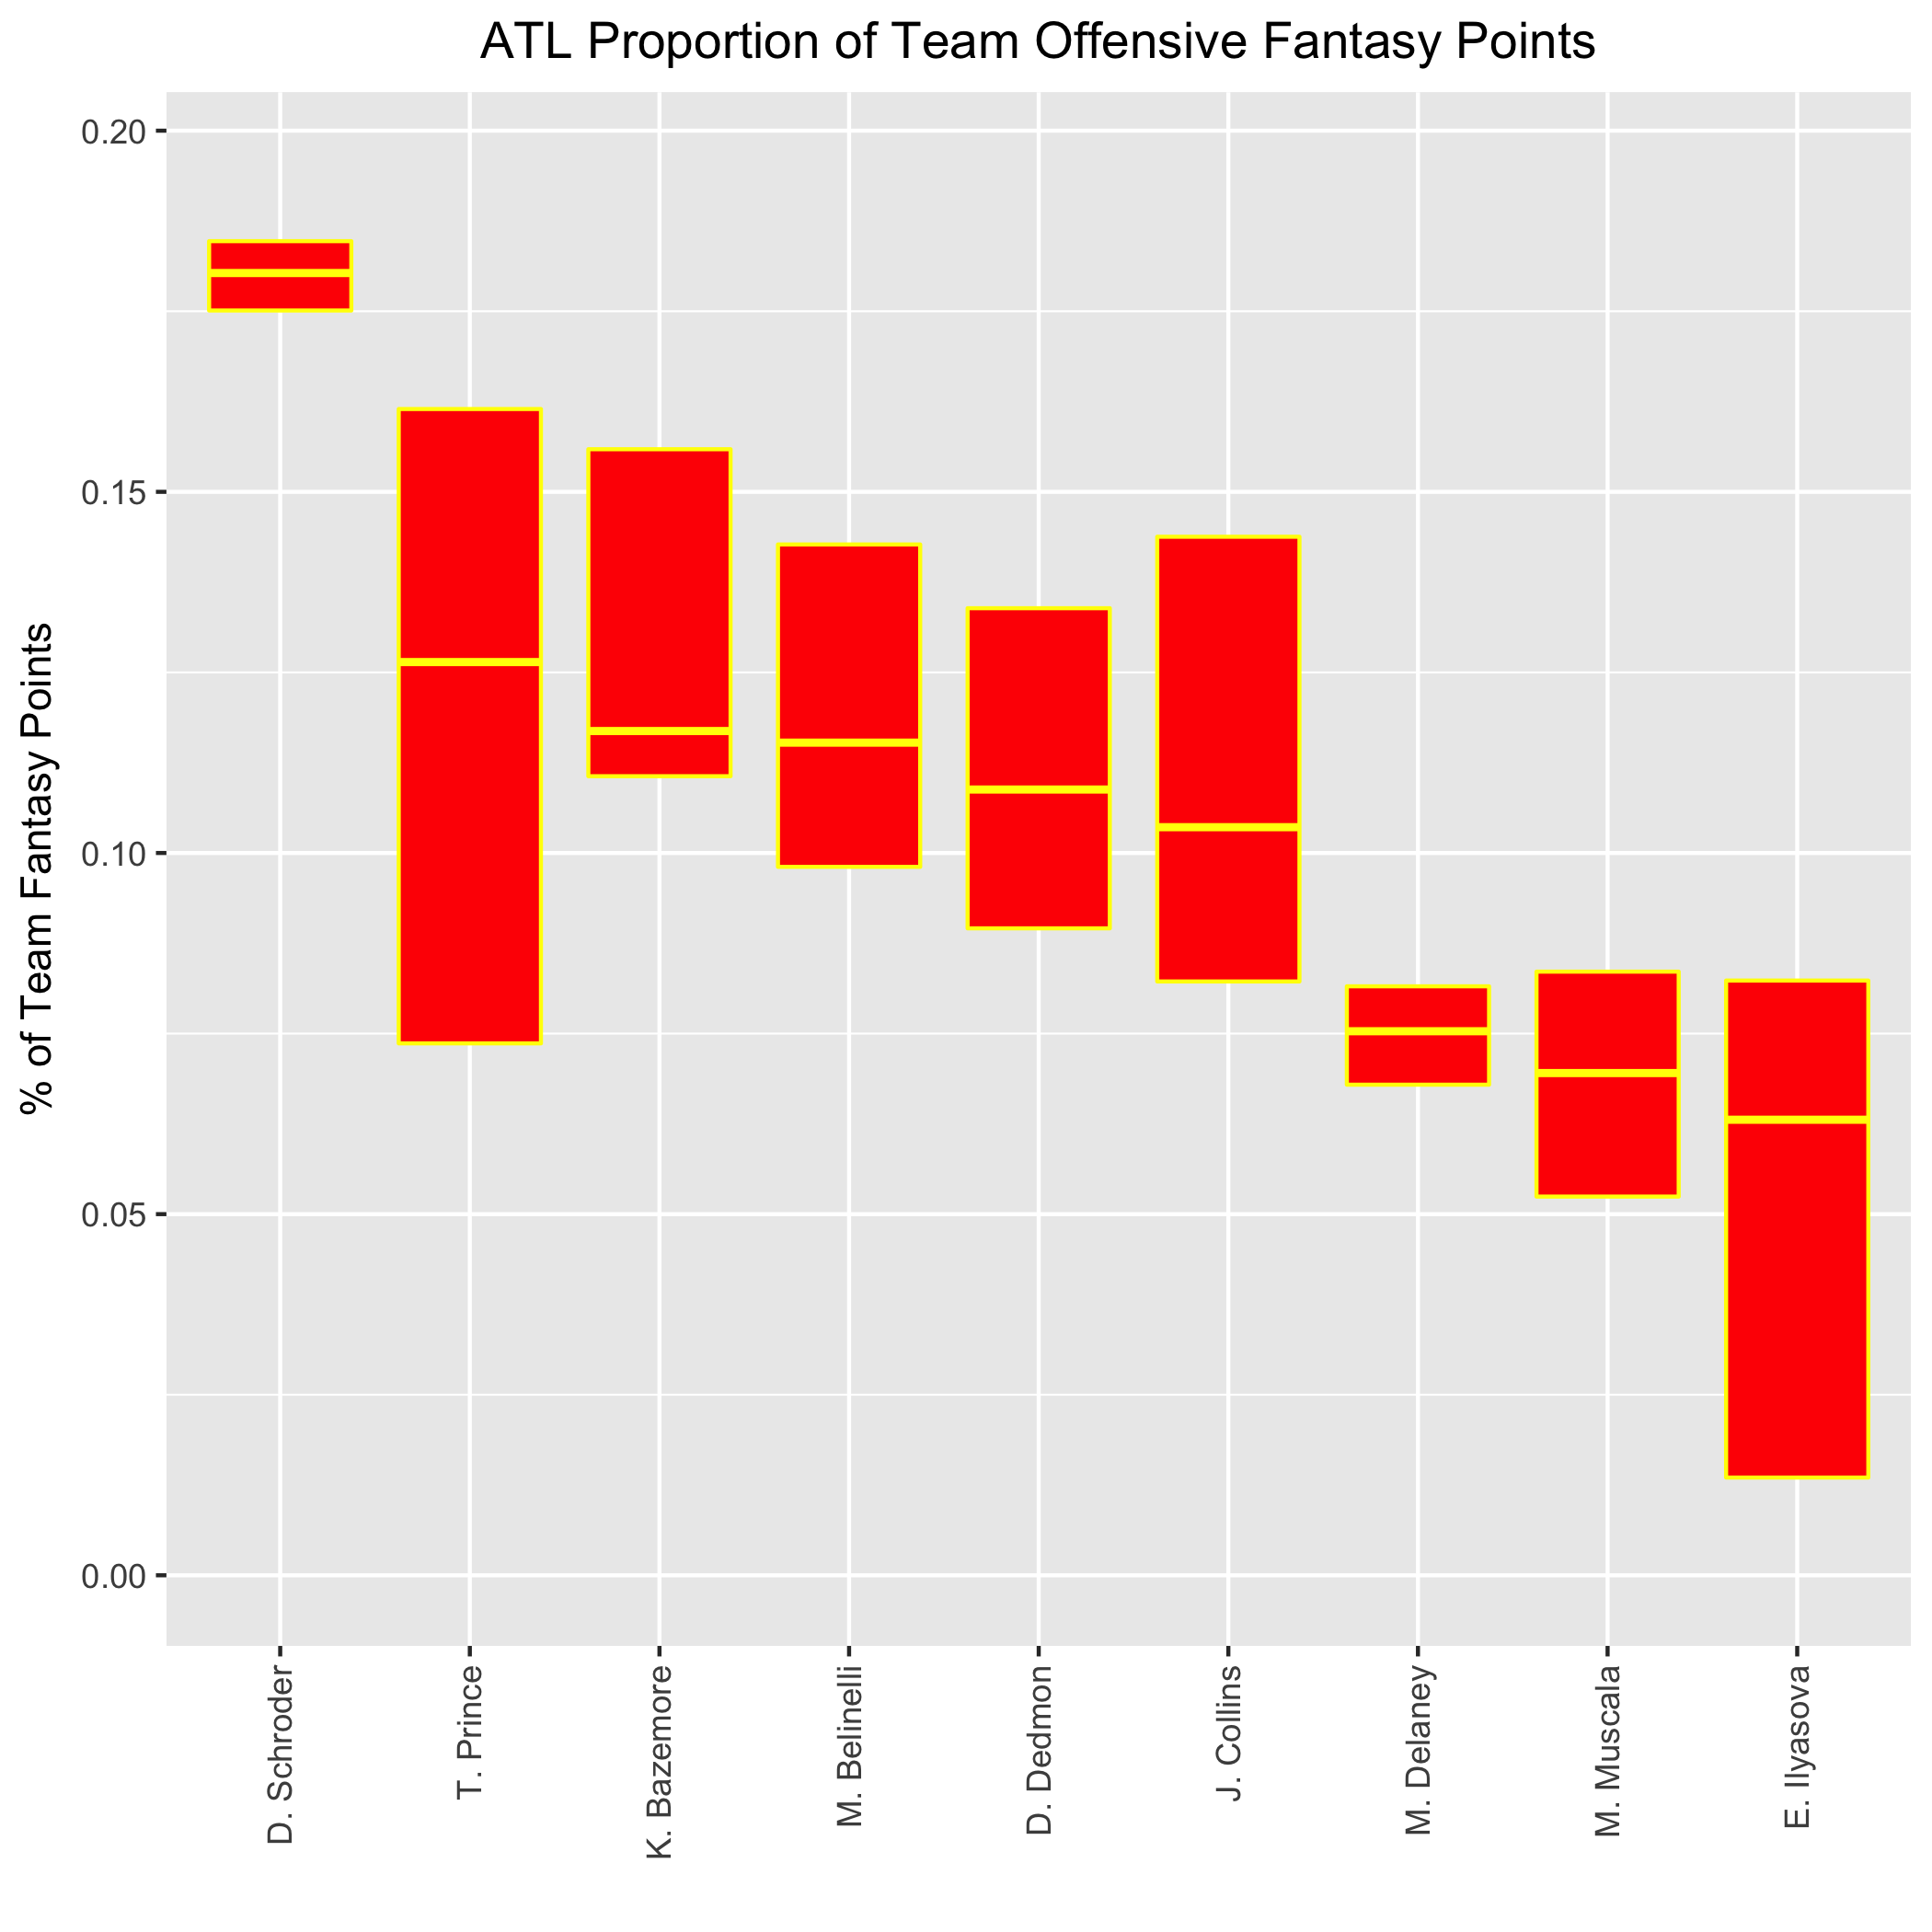 ATL Proportion of Team Offensive Fantasy Points
% of Team Fantasy Points
0.20
0.15
0.10
0.05
0.00
D. Schroder
T. Prince
K. Bazemore
M. Belinelli
D. Dedmon
J. Collins
M. Delaney
M. Muscala
E. Ilyasova